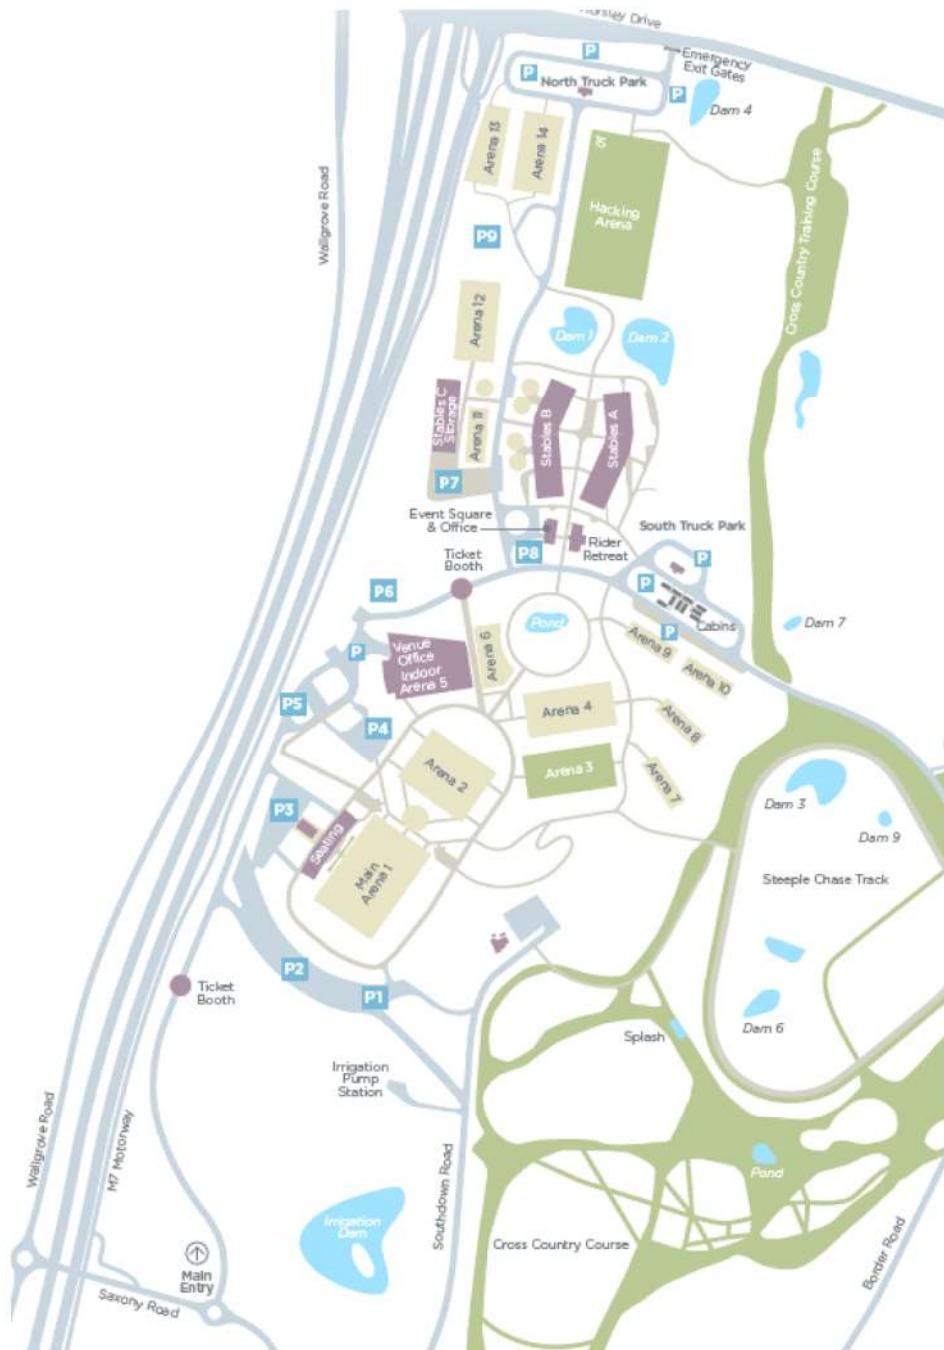 Horsley Drive
P
Emergency
Exit Gates
P
North Truck Park
P
Dam 4
Arena 13
Arena 14
Wallgrove Road
Hacking
Arena
Cross Country Training Course
P9
Arena 12
Dam 1
Dam 2
Stables C
Storage
Arena 11
Stables B
Stables A
P7
Event Square
& Office
South Truck Park
P8
Rider
Retreat
P
Ticket
Booth
P
P6
Cabins
Pond
Dam 7
P
Arena 6
Arena 9
P
Venue
Office
Indoor
Arena 5
Arena 10
P5
Arena 4
P4
Arena 8
Arena 2
Arena 3
Arena 7
Dam 3
P3
Dam 9
Seating
Main
Arena 1
Steeple Chase Track
P2
Ticket
Booth
P1
Dam 6
Splash
Irrigation
Pump
Station
Wallgrove Road
M7 Motorway
Southdown Road
Pond
Irrigation
Dam
Cross Country Course
Border Road
Main
Entry
Saxony Road